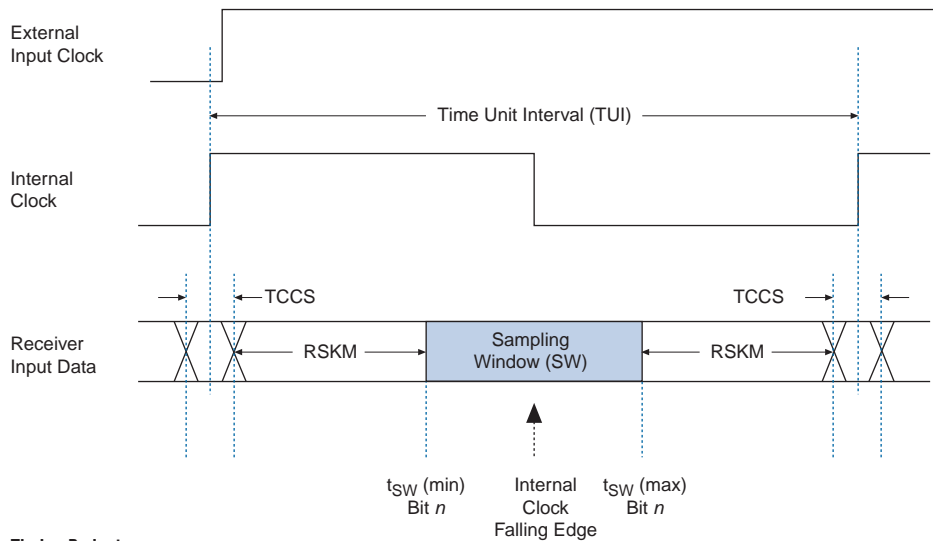 External
Input Clock
Time Unit Interval (TUI)
Internal
Clock
TCCS
TCCS
Receiver
Input Data
RSKM
Sampling
Window (SW)
RSKM
tSW (min)
Bit n
Internal
Clock
Falling Edge
tSW (max)
Bit n